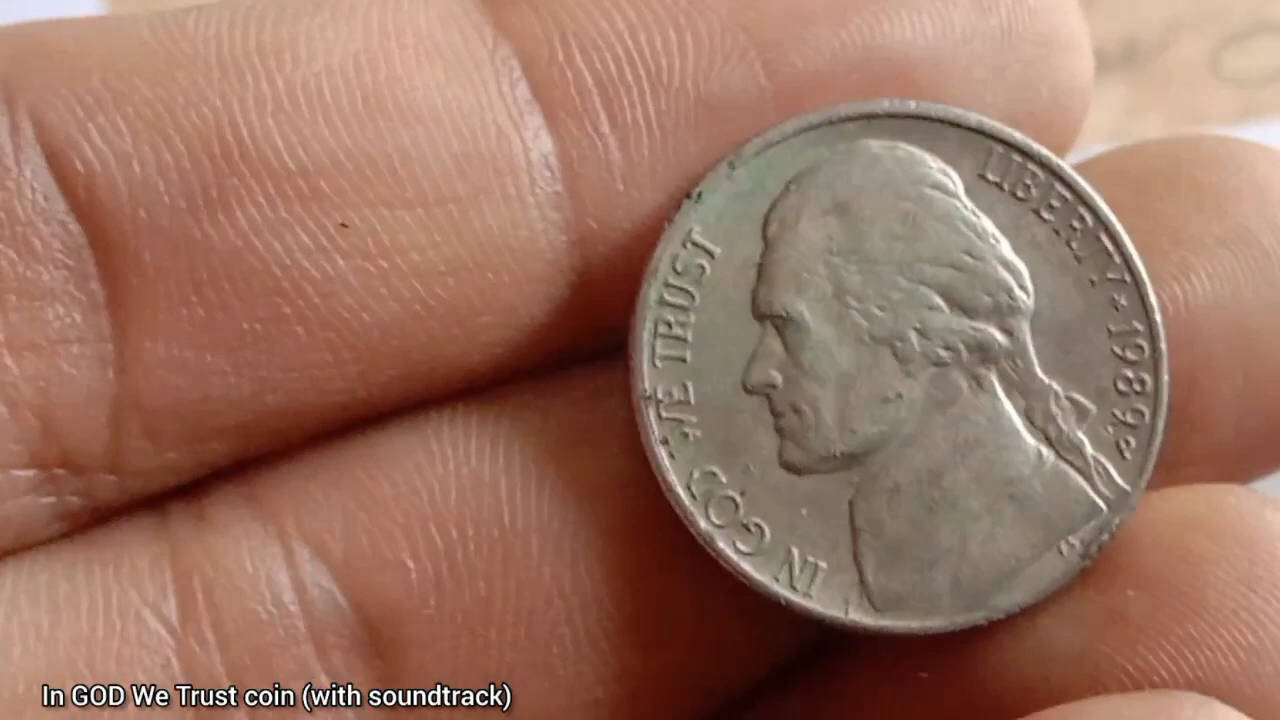 IN GOD WE TRUST
LIBERTY ★ 1989
In GOD We Trust coin (with soundtrack)